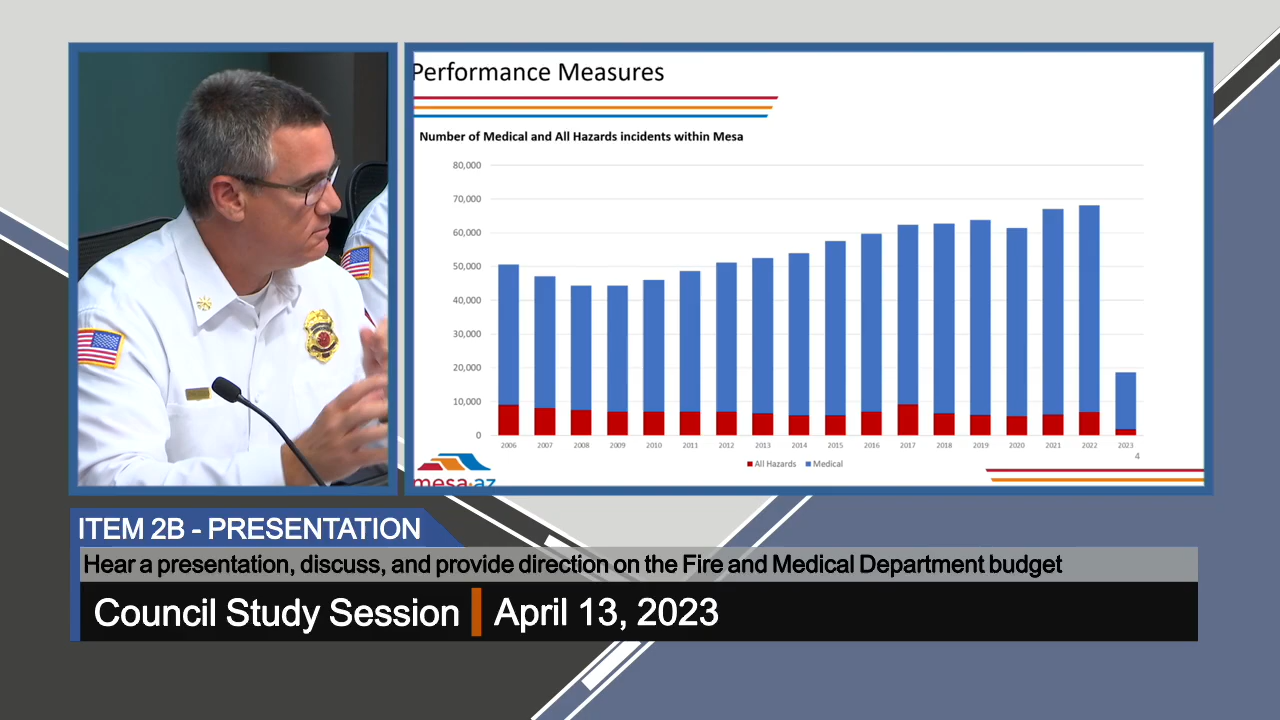 Performance Measures
Number of Medical and All Hazards incidents within Mesa
80,000
70,000
60,000
50,000
40,000
30,000
20,000
10,000
0
2006 2007 2008 2009 2010 2011 2012 2013 2014 2015 2016 2017 2018 2019 2020 2021 2022 2023
4
All Hazards Medical
mesa·az
ITEM 2B - PRESENTATION
Hear a presentation, discuss, and provide direction on the Fire and Medical Department budget
Council Study Session April 13, 2023